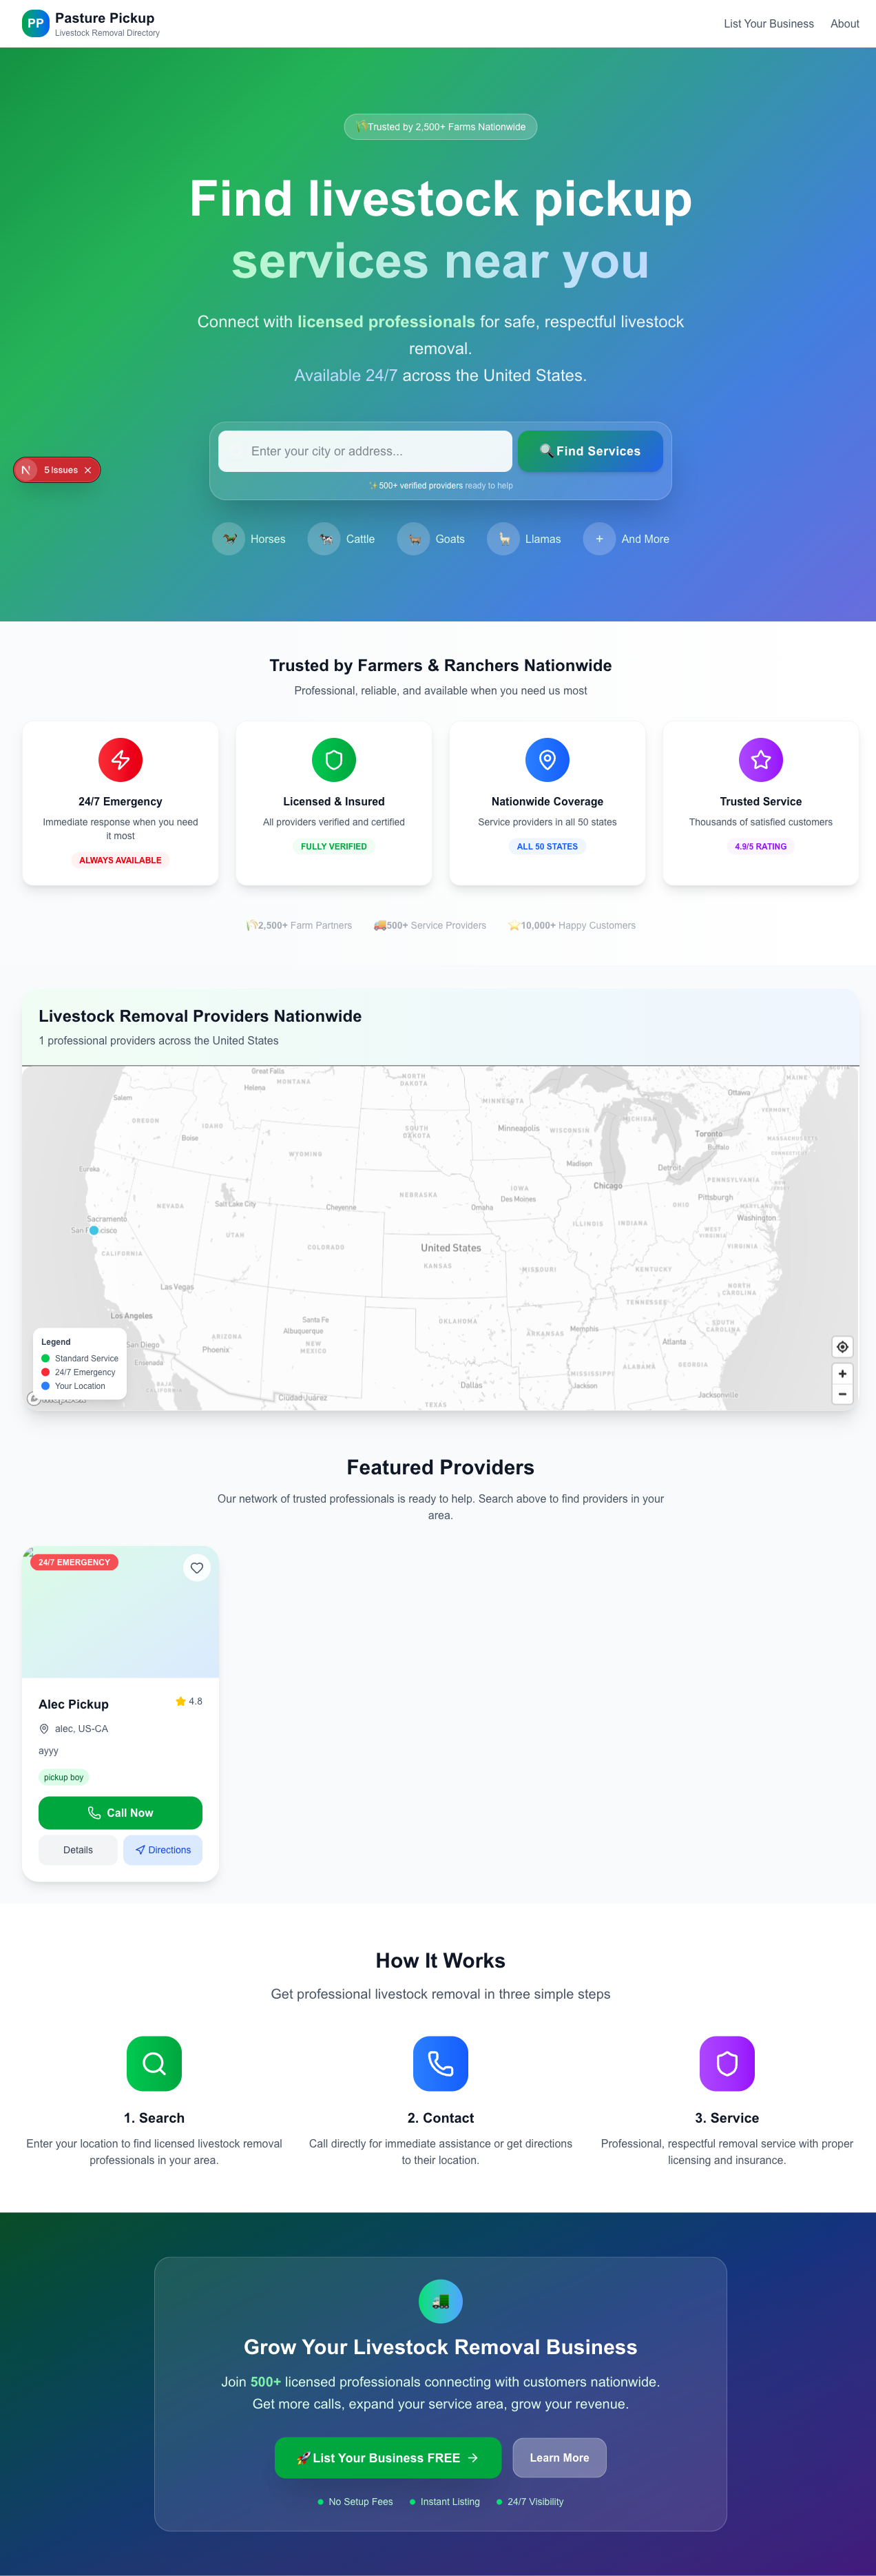 PP
Pasture Pickup
Livestock Removal Directory
List Your Business
About
Trusted by 2,500+ Farms Nationwide
Find livestock pickup
services near you
Connect with licensed professionals for safe, respectful livestock
removal.
Available 24/7 across the United States.
Enter your city or address...
Find Services
500+ verified providers ready to help
N
5 Issues
Horses
Cattle
Goats
Llamas
+
And More
Trusted by Farmers & Ranchers Nationwide
Professional, reliable, and available when you need us most
24/7 Emergency
Immediate response when you need
it most
ALWAYS AVAILABLE
Licensed & Insured
All providers verified and certified
FULLY VERIFIED
Nationwide Coverage
Service providers in all 50 states
ALL 50 STATES
Trusted Service
Thousands of satisfied customers
4.9/5 RATING
2,500+ Farm Partners
500+ Service Providers
10,000+ Happy Customers
Livestock Removal Providers Nationwide
1 professional providers across the United States
Great Falls
Helena
MONTANA
NORTH
DAKOTA
MINNESOTA
Ottawa
MAINE
Salem
OREGON
IDAHO
Boise
SOUTH
DAKOTA
Minneapolis
WISCONSIN
MICHIGAN
Toronto
VERMONT
Buffalo
MASSACHUSETTS
WYOMING
Madison
Detroit
Eureka
Chicago
PENNSYLVANIA
NEBRASKA
IOWA
Des Moines
Pittsburgh
NEVADA
Salt Lake City
Cheyenne
Omaha
OHIO
MARYLAND
Sacramento
Washington
ILLINOIS
INDIANA
WEST
VIRGINIA
UTAH
COLORADO
United States
VIRGINIA
CALIFORNIA
KANSAS
MISSOURI
KENTUCKY
Las Vegas
NORTH
CAROLINA
TENNESSEE
Los Angeles
Santa Fe
Albuquerque
OKLAHOMA
ARKANSAS
Memphis
SOUTH
CAROLINA
ARIZONA
NEW
MEXICO
Phoenix
San Diego
Ensenada
Atlanta
MISSISSIPPI
ALABAMA
GEORGIA
Dallas
Jackson
BAJA
CALIFORNIA
Ciudad Juárez
TEXAS
Jacksonville
Legend
Standard Service
24/7 Emergency
Your Location
Featured Providers
Our network of trusted professionals is ready to help. Search above to find providers in your
area.
24/7 EMERGENCY
Alec Pickup
4.8
alec, US-CA
ayyy
pickup boy
Call Now
Details
Directions
How It Works
Get professional livestock removal in three simple steps
1. Search
Enter your location to find licensed livestock removal
professionals in your area.
2. Contact
Call directly for immediate assistance or get directions
to their location.
3. Service
Professional, respectful removal service with proper
licensing and insurance.
Grow Your Livestock Removal Business
Join 500+ licensed professionals connecting with customers nationwide.
Get more calls, expand your service area, grow your revenue.
List Your Business FREE
Learn More
No Setup Fees
Instant Listing
24/7 Visibility